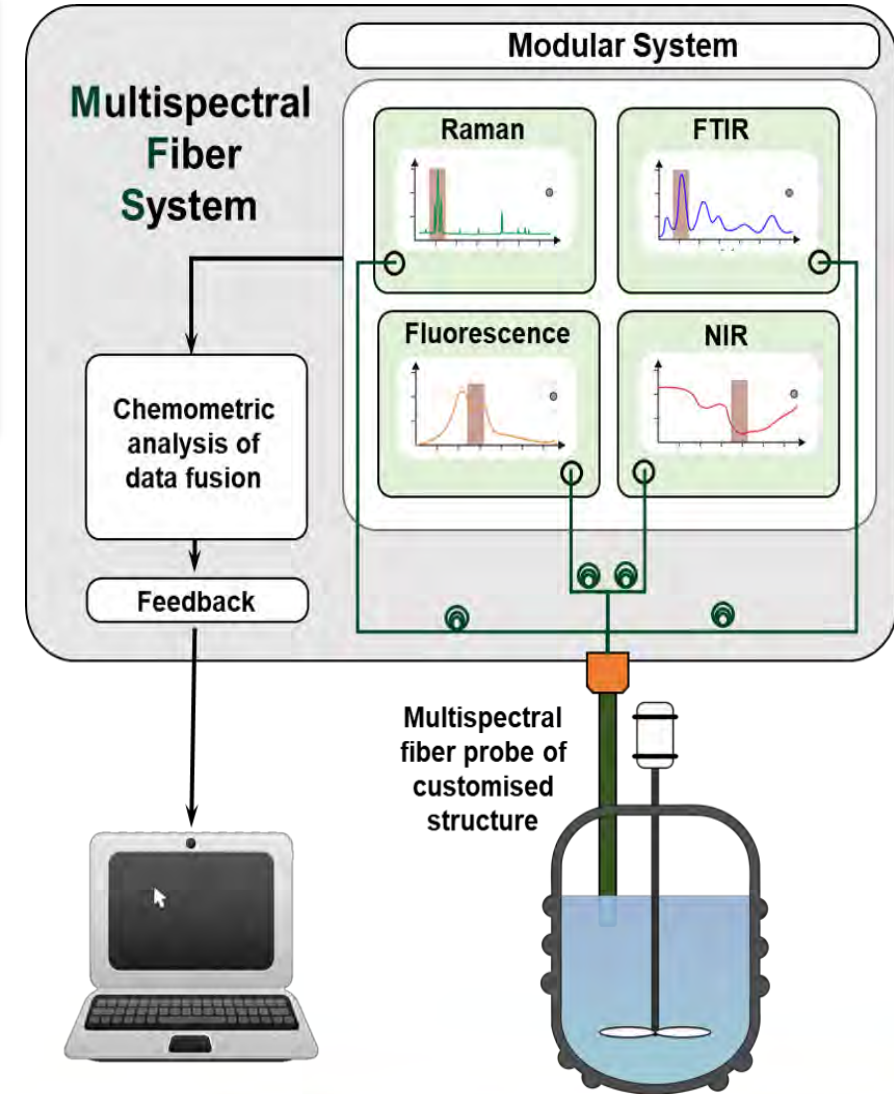 Modular System
Multispectral
Fiber
System
Raman
FTIR
Fluorescence
NIR
Chemometric
analysis of
data fusion
Feedback
Multispectral
fiber probe of
customised
structure